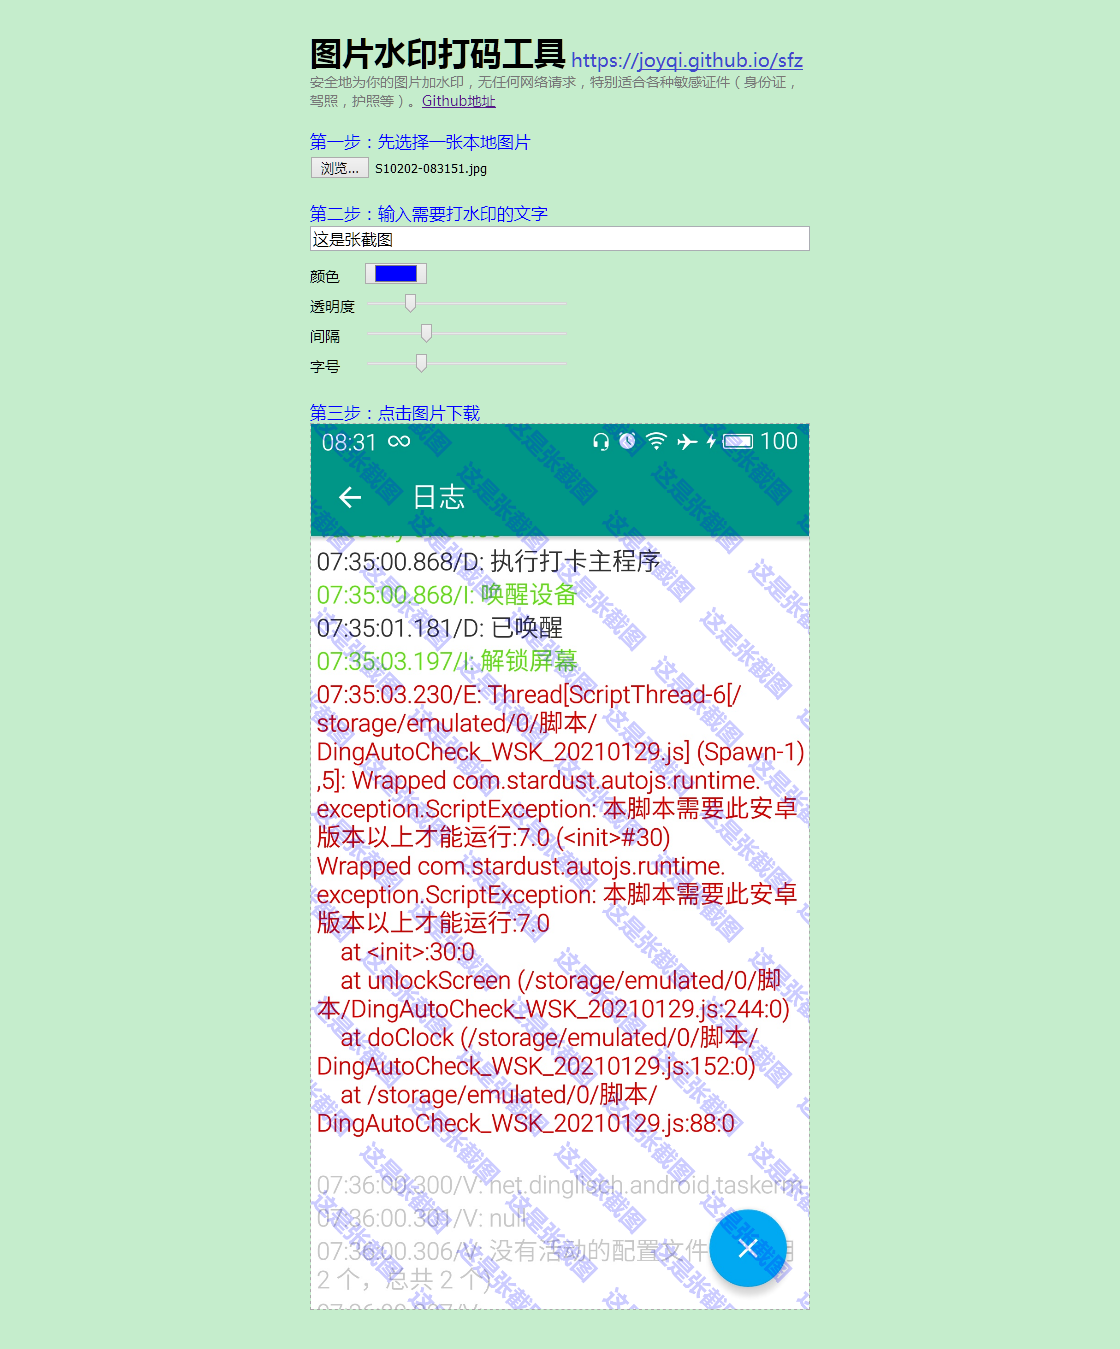 图片水印打码工具 https://joyqi.github.io/sfz
安全地为你的图片加水印，无任何网络请求，特别适合各种敏感证件（身份证，
驾照，护照等）。Github地址
第一步：先选择一张本地图片
浏览... S10202-083151.jpg
第二步：输入需要打水印的文字
这是张截图
颜色
透明度
间隔
字号
第三步：点击图片下载
08:31 100
日志
07:35:00.868/D: 执行打卡主程序
07:35:00.868/I: 唤醒设备
07:35:01.181/D: 已唤醒
07:35:03.197/I: 解锁屏幕
07:35:03.230/E: Thread[ScriptThread-6[/
storage/emulated/0/脚本/
DingAutoCheck_WSK_20210129.js] (Spawn-1)
,5]: Wrapped com.stardust.autojs.runtime.
exception.ScriptException: 本脚本需要此安卓
版本以上才能运行:7.0 (<init>#30)
Wrapped com.stardust.autojs.runtime.
exception.ScriptException: 本脚本需要此安卓
版本以上才能运行:7.0
at <init>:30:0
at unlockScreen (/storage/emulated/0/脚
本/DingAutoCheck_WSK_20210129.js:244:0)
at doClock (/storage/emulated/0/脚本/
DingAutoCheck_WSK_20210129.js:152:0)
at /storage/emulated/0/脚本/
DingAutoCheck_WSK_20210129.js:88:0
07:36:00.300/V: net.dinglisch.android.taskerm
07:36:00.301/V: null
07:36:00.306/V: 没有活动的配置文件
2 个，总共 2 个)
这是张截图